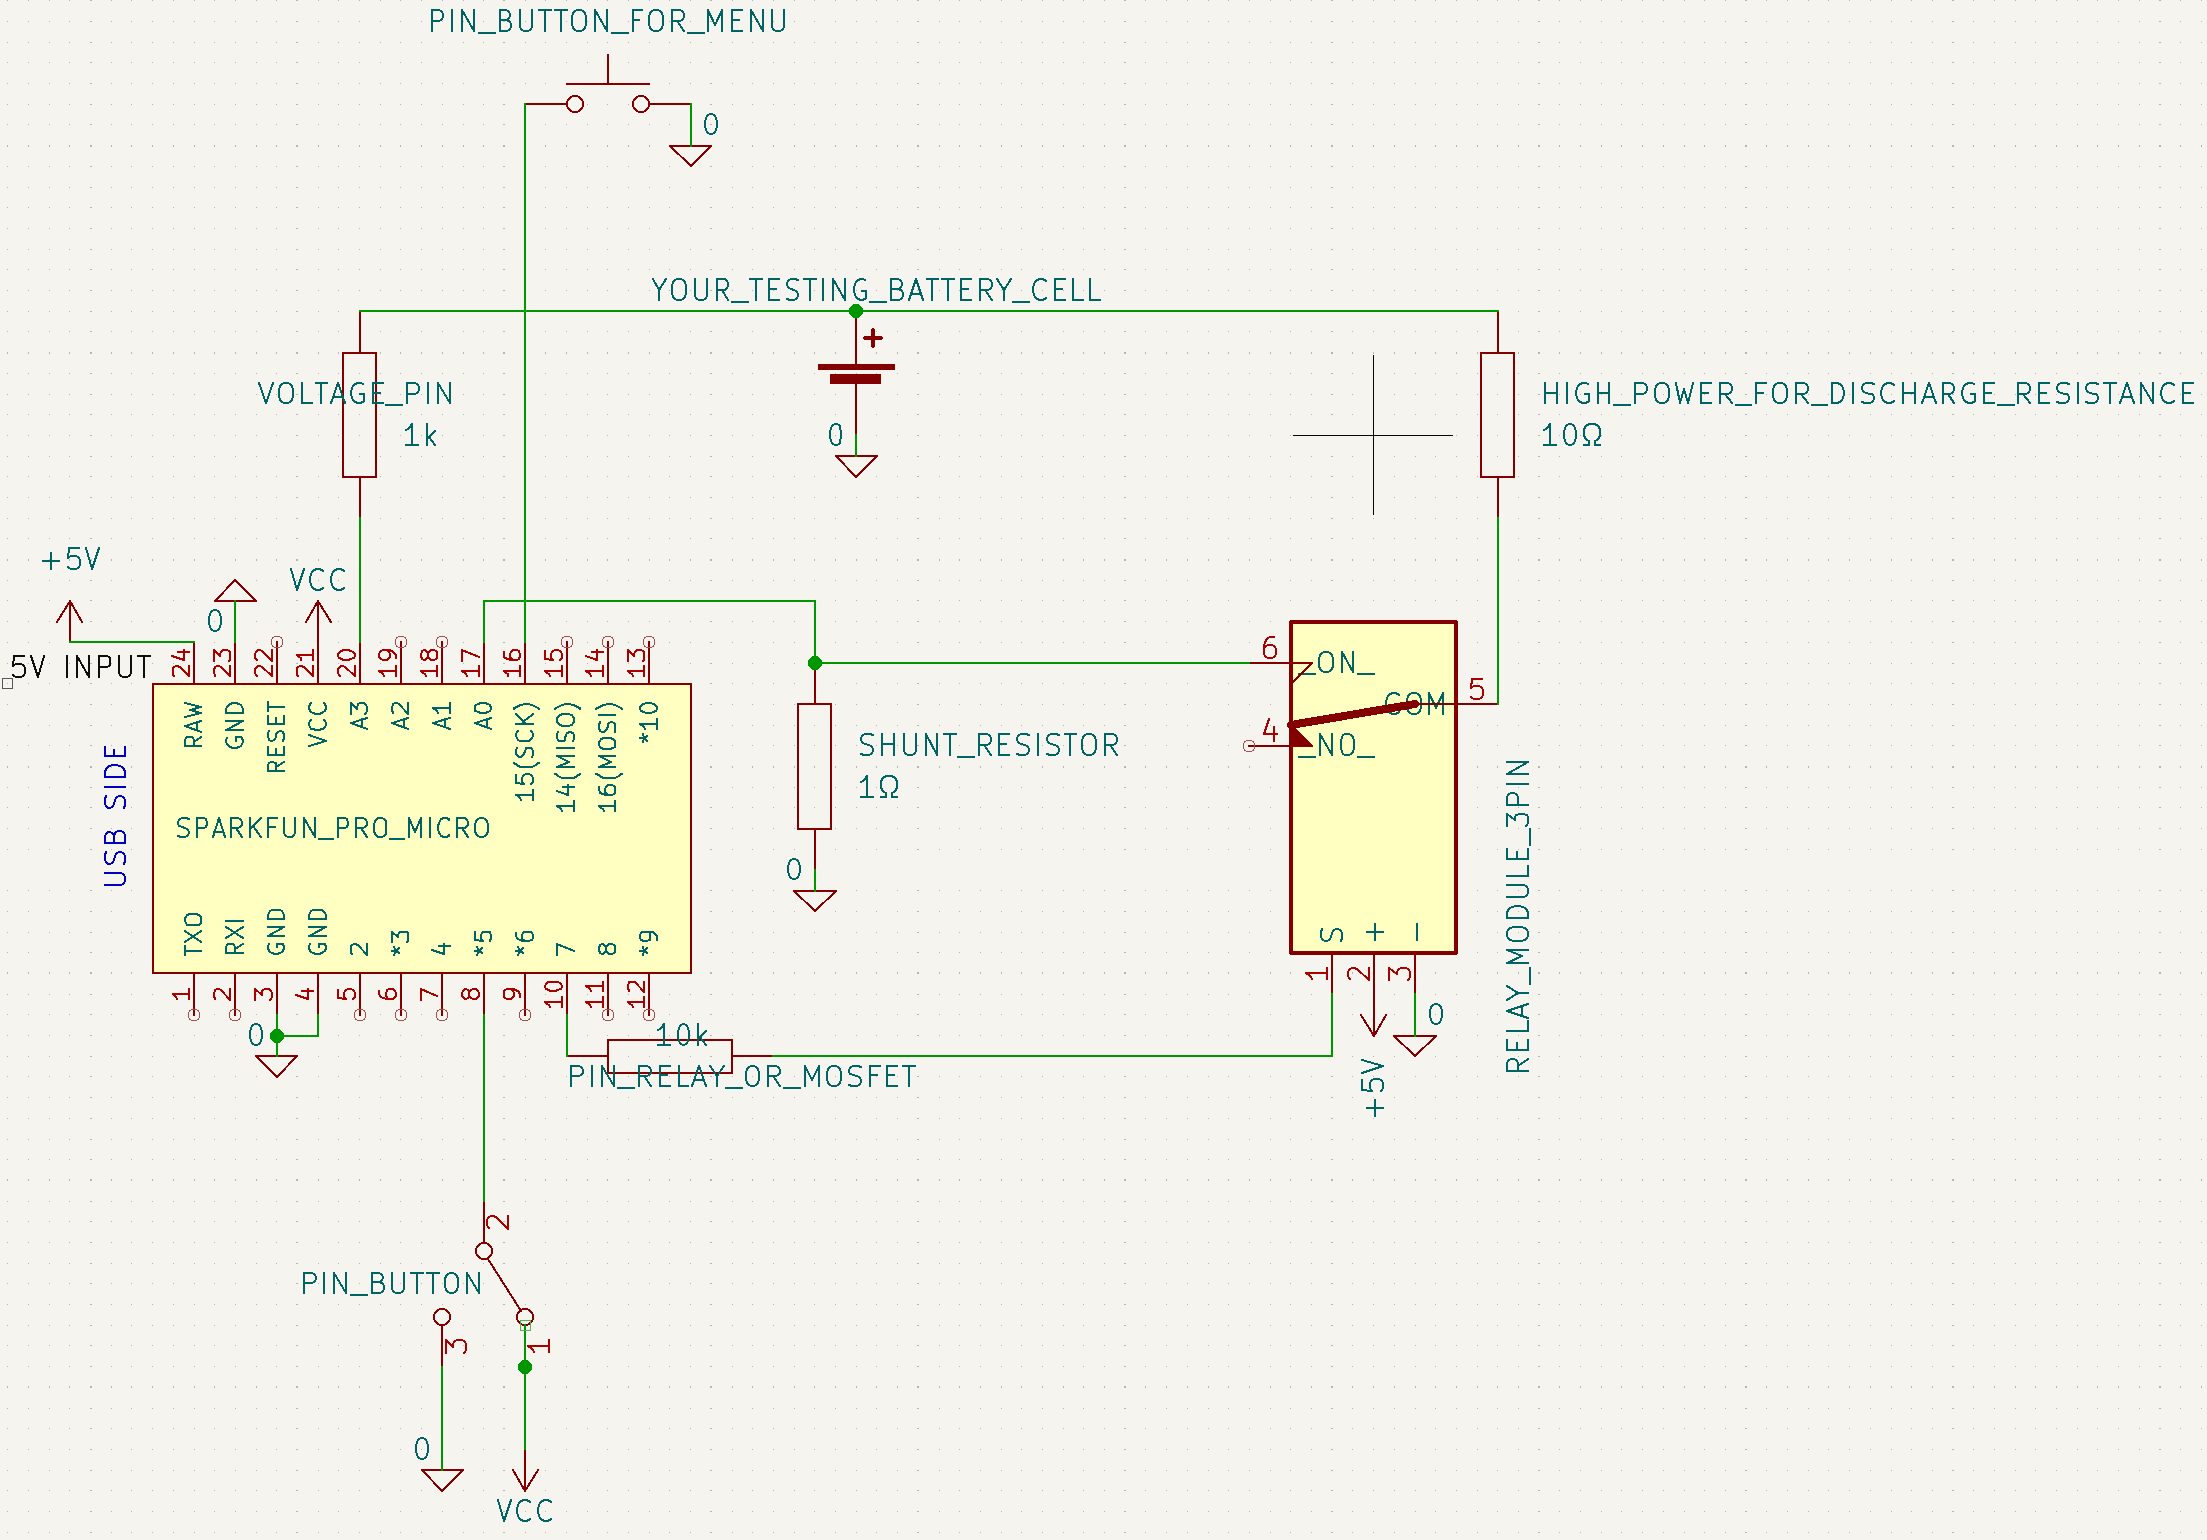 PIN_BUTTON_FOR_MENU
0
YOUR_TESTING_BATTERY_CELL
+
VOLTAGE_PIN
1k
0
HIGH_POWER_FOR_DISCHARGE_RESISTANCE
10Ω
+5V
VCC
0
5V INPUT
24
23
22
21
20
19
18
17
16
15
14
13
RAW
GND
RESET
VCC
A3
A2
A1
A0
15(SCK)
14(MISO)
16(MOSI)
*10
USB SIDE
SPARKFUN_PRO_MICRO
TXO
RXI
GND
GND
2
*3
4
*5
*6
7
8
*9
1
2
3
4
5
6
7
8
9
10
11
12
0
SHUNT_RESISTOR
1Ω
0
6
_ON_
COM
5
4
_NO_
RELAY_MODULE_3PIN
S
+
–
1
2
3
0
+5V
10k
PIN_RELAY_OR_MOSFET
2
PIN_BUTTON
3
1
0
VCC